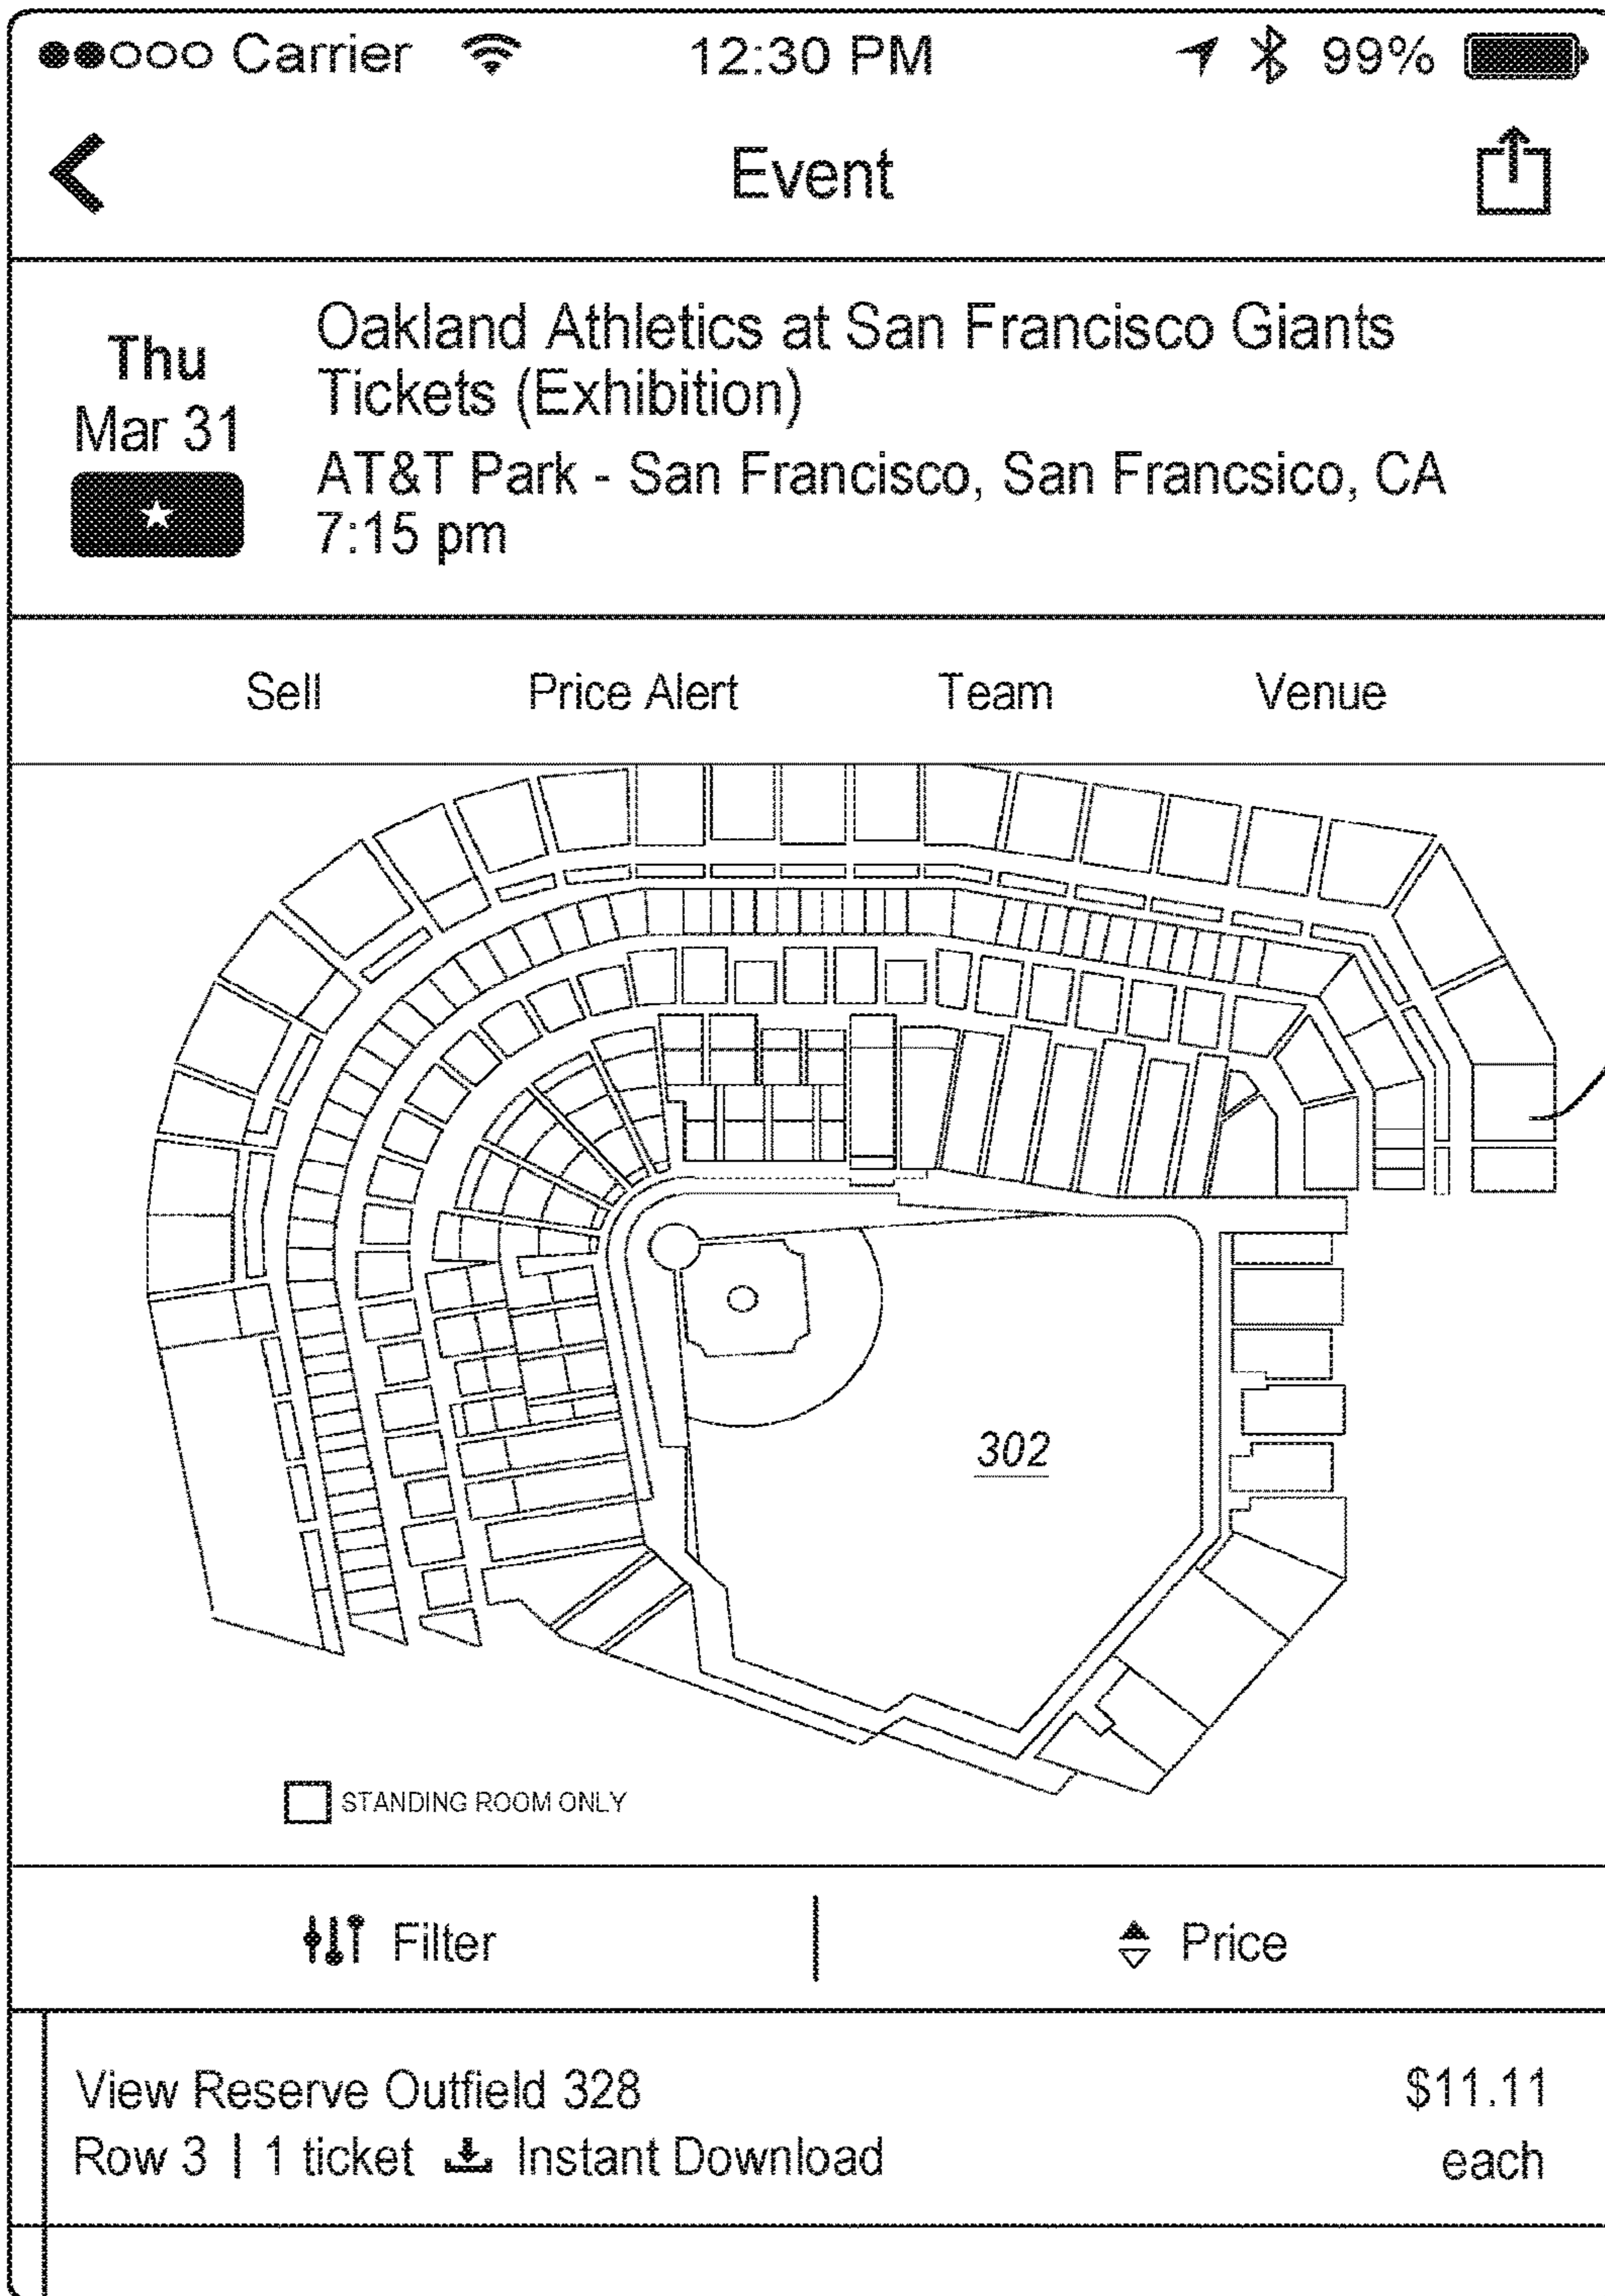 Carrier 12:30 PM 99%
Event
Thu
Mar 31
Oakland Athletics at San Francisco Giants
Tickets (Exhibition)
AT&T Park - San Francisco, San Francsico, CA
7:15 pm
Sell Price Alert Team Venue
302
STANDING ROOM ONLY
Filter Price
View Reserve Outfield 328 $11.11
Row 3 | 1 ticket Instant Download each